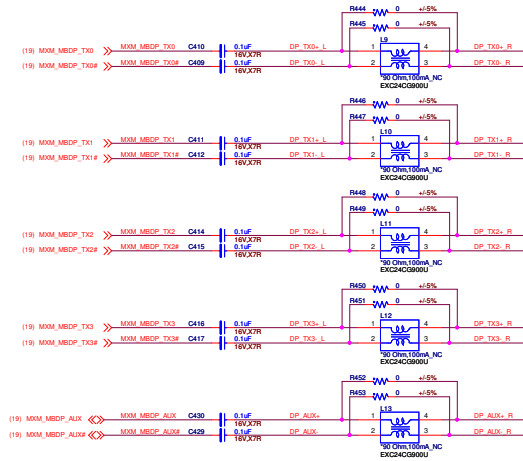 R444 0 +/-5%
R445 0 +/-5%
L9
(19) MXM_MBDP_TX0 MXM_MBDP_TX0 C410 0.1uF DP_TX0+_L 1 4 DP_TX0+_R
16V,X7R
(19) MXM_MBDP_TX0# MXM_MBDP_TX0# C409 0.1uF DP_TX0-_L 2 3 DP_TX0-_R
16V,X7R
*90 Ohm,100mA_NC
EXC24CG900U
R446 0 +/-5%
R447 0 +/-5%
L10
(19) MXM_MBDP_TX1 MXM_MBDP_TX1 C411 0.1uF DP_TX1+_L 1 4 DP_TX1+_R
16V,X7R
(19) MXM_MBDP_TX1# MXM_MBDP_TX1# C412 0.1uF DP_TX1-_L 2 3 DP_TX1-_R
16V,X7R
*90 Ohm,100mA_NC
EXC24CG900U
R448 0 +/-5%
R449 0 +/-5%
L11
(19) MXM_MBDP_TX2 MXM_MBDP_TX2 C414 0.1uF DP_TX2+_L 1 4 DP_TX2+_R
16V,X7R
(19) MXM_MBDP_TX2# MXM_MBDP_TX2# C415 0.1uF DP_TX2-_L 2 3 DP_TX2-_R
16V,X7R
*90 Ohm,100mA_NC
EXC24CG900U
R450 0 +/-5%
R451 0 +/-5%
L12
(19) MXM_MBDP_TX3 MXM_MBDP_TX3 C416 0.1uF DP_TX3+_L 1 4 DP_TX3+_R
16V,X7R
(19) MXM_MBDP_TX3# MXM_MBDP_TX3# C417 0.1uF DP_TX3-_L 2 3 DP_TX3-_R
16V,X7R
*90 Ohm,100mA_NC
EXC24CG900U
R452 0 +/-5%
R453 0 +/-5%
L13
(19) MXM_MBDP_AUX MXM_MBDP_AUX C430 0.1uF DP_AUX+ 1 4 DP_AUX+_R
16V,X7R
(19) MXM_MBDP_AUX# MXM_MBDP_AUX# C429 0.1uF DP_AUX- 2 3 DP_AUX-_R
16V,X7R
*90 Ohm,100mA_NC
EXC24CG900U